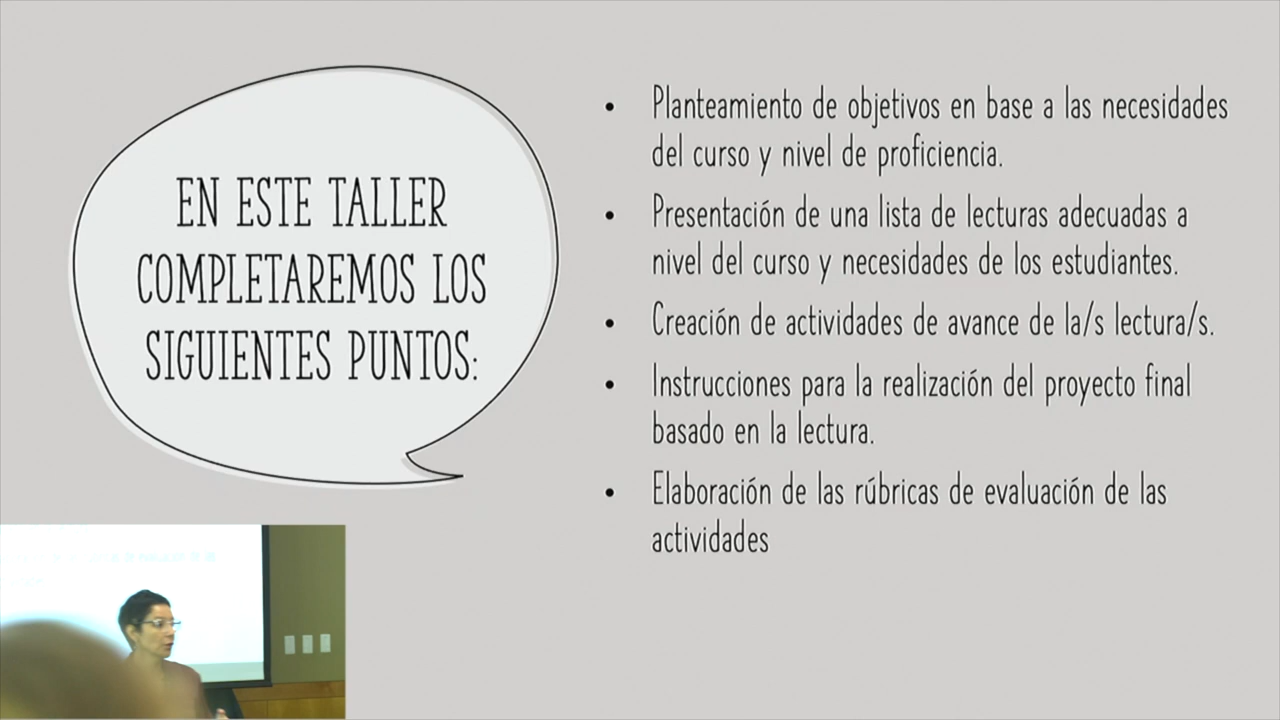 EN ESTE TALLER
COMPLETAREMOS LOS
SIGUIENTES PUNTOS:
• Planteamiento de objetivos en base a las necesidades
del curso y nivel de proficiencia.
• Presentación de una lista de lecturas adecuadas a
nivel del curso y necesidades de los estudiantes.
• Creación de actividades de avance de la/s lectura/s.
• Instrucciones para la realización del proyecto final
basado en la lectura.
• Elaboración de las rúbricas de evaluación de las
actividades